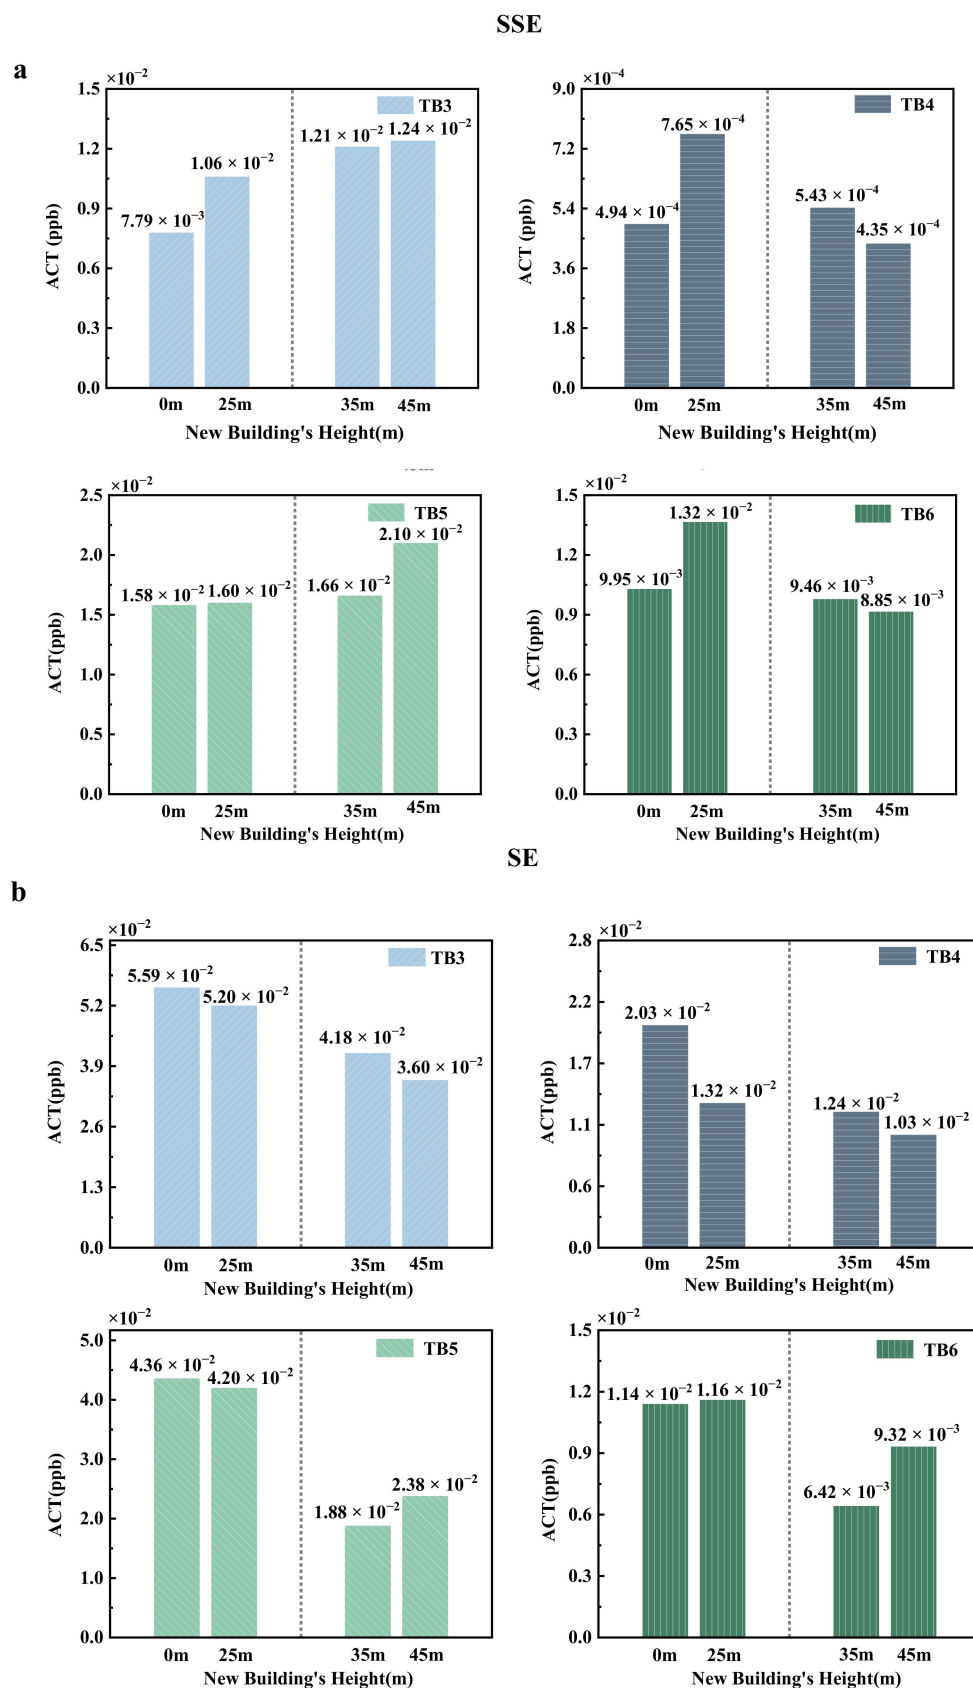 SSE
a
×10⁻²
×10⁻⁴
1.5
1.2
0.9
0.6
0.3
0.0
ACT (ppb)
TB3
7.79 × 10⁻³
1.06 × 10⁻²
1.21 × 10⁻²
1.24 × 10⁻²
0m 25m 35m 45m
New Building's Height(m)
9.0
7.2
5.4
3.6
1.8
0.0
ACT (ppb)
TB4
4.94 × 10⁻⁴
7.65 × 10⁻⁴
5.43 × 10⁻⁴
4.35 × 10⁻⁴
0m 25m 35m 45m
New Building's Height(m)
×10⁻²
2.5
2.0
1.5
1.0
0.5
0.0
ACT(ppb)
TB5
1.58 × 10⁻²
1.60 × 10⁻²
1.66 × 10⁻²
2.10 × 10⁻²
0m 25m 35m 45m
New Building's Height(m)
×10⁻²
1.5
1.2
0.9
0.6
0.3
0.0
ACT(ppb)
TB6
9.95 × 10⁻³
1.32 × 10⁻²
9.46 × 10⁻³
8.85 × 10⁻³
0m 25m 35m 45m
New Building's Height(m)
SE
b
×10⁻²
6.5
5.2
3.9
2.6
1.3
0.0
ACT(ppb)
TB3
5.59 × 10⁻²
5.20 × 10⁻²
4.18 × 10⁻²
3.60 × 10⁻²
0m 25m 35m 45m
New Building's Height(m)
×10⁻²
2.8
2.2
1.7
1.1
0.6
0.0
ACT(ppb)
TB4
2.03 × 10⁻²
1.32 × 10⁻²
1.24 × 10⁻²
1.03 × 10⁻²
0m 25m 35m 45m
New Building's Height(m)
×10⁻²
5.0
4.0
3.0
2.0
1.0
0.0
ACT(ppb)
TB5
4.36 × 10⁻²
4.20 × 10⁻²
1.88 × 10⁻²
2.38 × 10⁻²
0m 25m 35m 45m
New Building's Height(m)
×10⁻²
1.5
1.2
0.9
0.6
0.3
0.0
ACT(ppb)
TB6
1.14 × 10⁻²
1.16 × 10⁻²
6.42 × 10⁻³
9.32 × 10⁻³
0m 25m 35m 45m
New Building's Height(m)